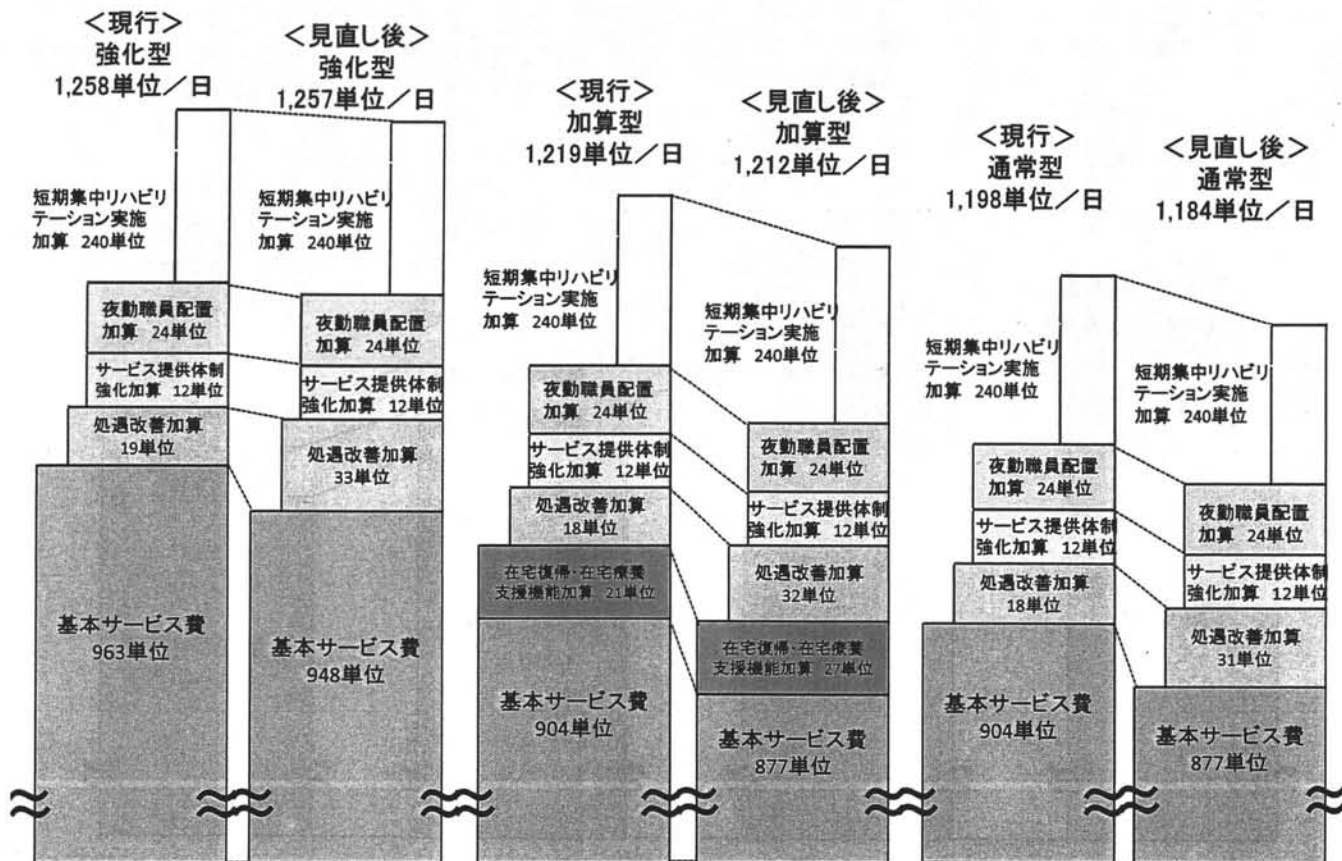 ＜現行＞
強化型
1,258単位／日
短期集中リハビリ
テーション実施
加算 240単位
夜勤職員配置
加算 24単位
サービス提供体制
強化加算 12単位
処遇改善加算
19単位
基本サービス費
963単位
＜見直し後＞
強化型
1,257単位／日
短期集中リハビリ
テーション実施
加算 240単位
夜勤職員配置
加算 24単位
サービス提供体制
強化加算 12単位
処遇改善加算
33単位
基本サービス費
948単位
＜現行＞
加算型
1,219単位／日
短期集中リハビリ
テーション実施
加算 240単位
夜勤職員配置
加算 24単位
サービス提供体制
強化加算 12単位
処遇改善加算
18単位
在宅復帰・在宅療養
支援機能加算 21単位
基本サービス費
904単位
＜見直し後＞
加算型
1,212単位／日
短期集中リハビリ
テーション実施
加算 240単位
夜勤職員配置
加算 24単位
サービス提供体制
強化加算 12単位
処遇改善加算
32単位
在宅復帰・在宅療養
支援機能加算 27単位
基本サービス費
877単位
＜現行＞
通常型
1,198単位／日
短期集中リハビリ
テーション実施
加算 240単位
夜勤職員配置
加算 24単位
サービス提供体制
強化加算 12単位
処遇改善加算
18単位
基本サービス費
904単位
＜見直し後＞
通常型
1,184単位／日
短期集中リハビリ
テーション実施
加算 240単位
夜勤職員配置
加算 24単位
サービス提供体制
強化加算 12単位
処遇改善加算
31単位
基本サービス費
877単位